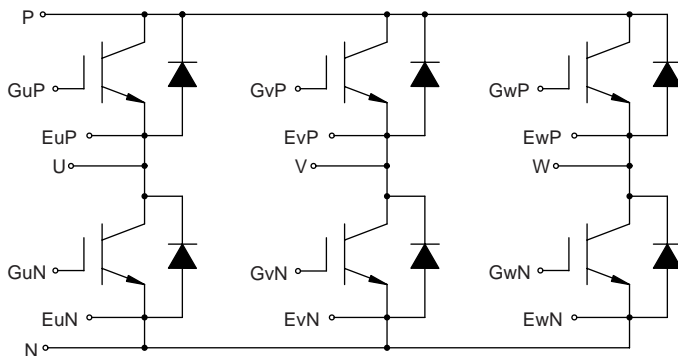 P
GuP GvP GwP
EuP EvP EwP
U V W
GuN GvN GwN
EuN EvN EwN
N